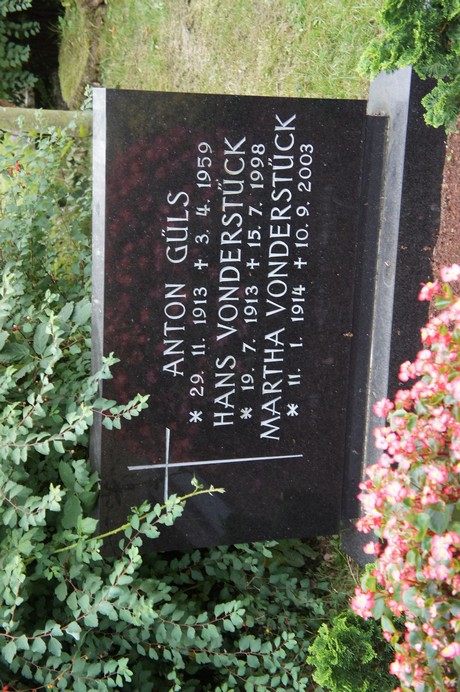 ANTON GÜLS
* 29. 11. 1913 + 3. 4. 1959
HANS VONDERSTÜCK
* 19. 7. 1913 + 15. 7. 1998
MARTHA VONDERSTÜCK
* 11. 1. 1914 + 10. 9. 2003